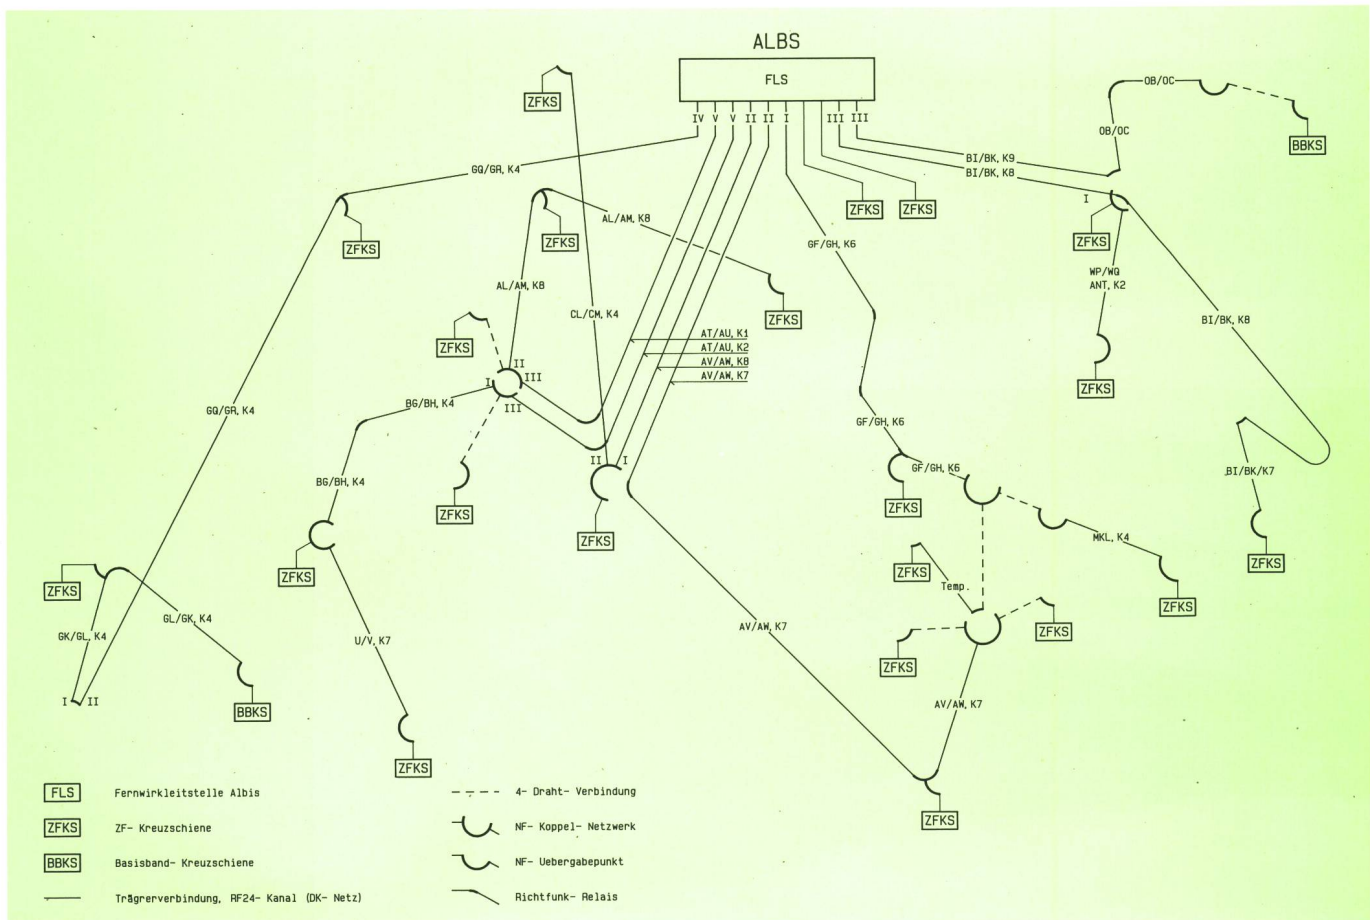 ALBS
FLS
IV V V II II I III III
OB/OC
OB/OC
ZFKS
BBKS
BI/BK, K9
BI/BK, K8
GQ/GR, K4
ZFKS
ZFKS
ZFKS
I
AL/AM, K8
ZFKS
ZFKS
ZFKS
GF/GH, K6
WP/WQ
ANT, K2
AL/AM, K8
CL/CM, K4
ZFKS
BI/BK, K8
AT/AU, K1
AT/AU, K2
AV/AW, K8
AV/AW, K7
ZFKS
II
I
III
III
ZFKS
BG/BH, K4
GQ/GR, K4
GF/GH, K6
II I
GF/GH, K6
BI/BK/K7
BG/BH, K4
ZFKS
ZFKS
ZFKS
MKL, K4
ZFKS
ZFKS
ZFKS
ZFKS
ZFKS
Temp.
ZFKS
GL/GK, K4
GK/GL, K4
U/V, K7
AV/AW, K7
ZFKS
ZFKS
I II
BBKS
AV/AW, K7
ZFKS
ZFKS
FLS Fernwirkleitstelle Albis
ZFKS ZF- Kreuzschiene
BBKS Basisband- Kreuzschiene
Trägrerverbindung, RF24- Kanal (DK- Netz)
4- Draht- Verbindung
NF- Koppel- Netzwerk
NF- Uebergabepunkt
Richtfunk- Relais